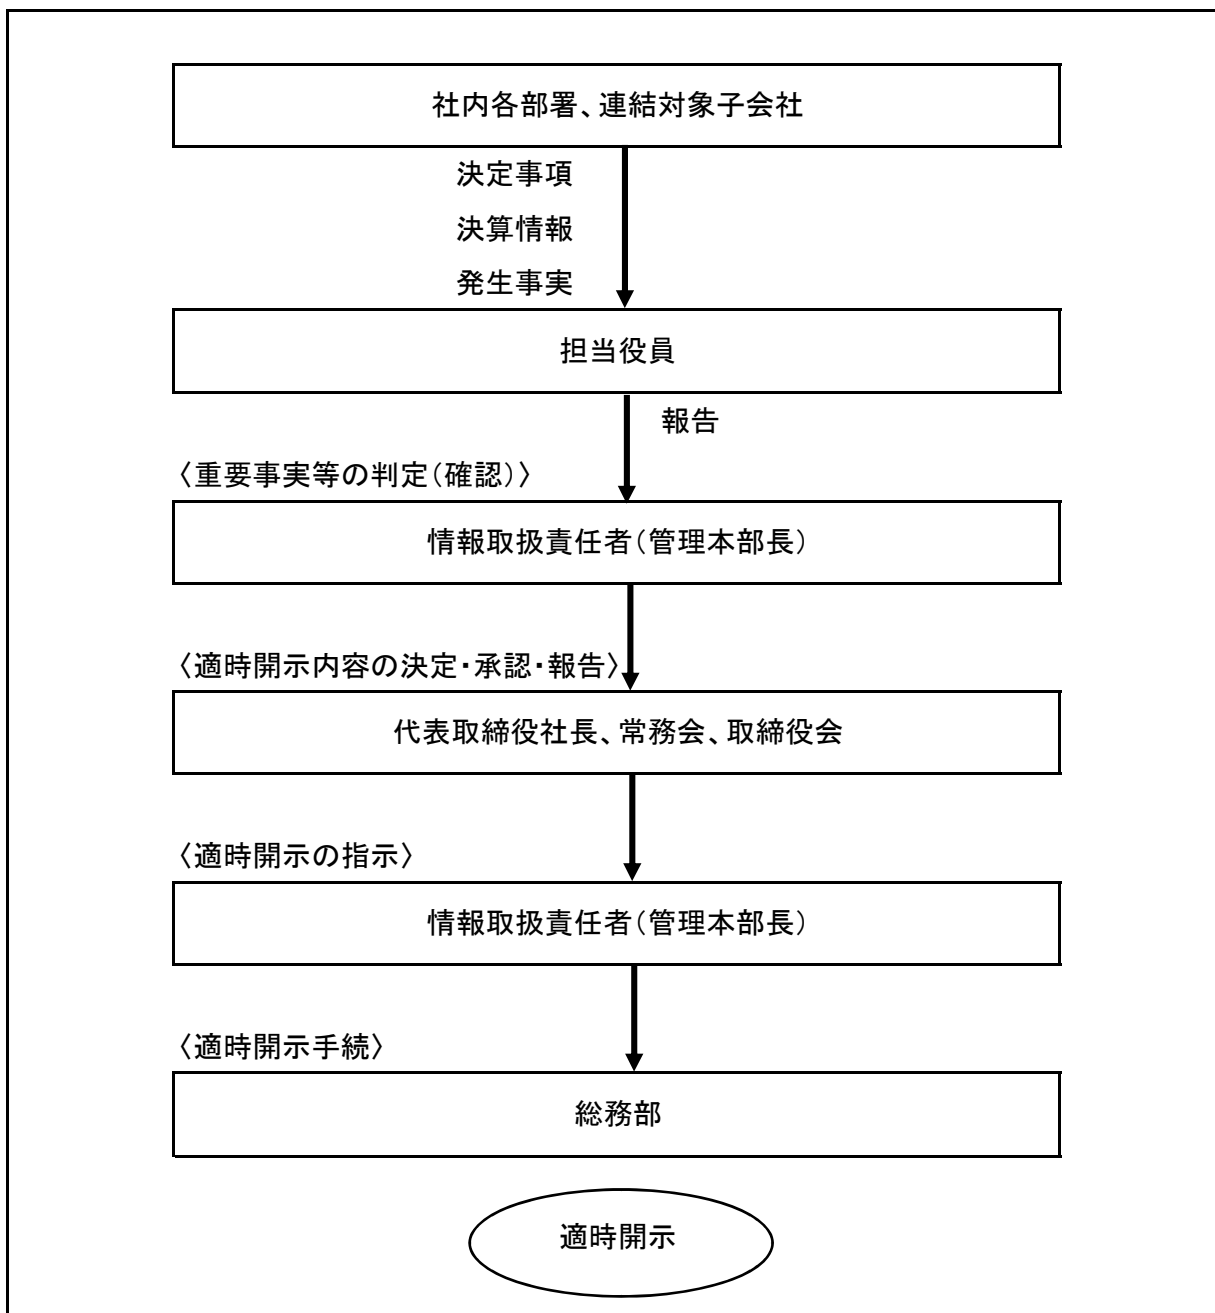 社内各部署、連結対象子会社
決定事項
決算情報
発生事実
担当役員
報告
〈重要事実等の判定（確認）〉
情報取扱責任者（管理本部長）
〈適時開示内容の決定・承認・報告〉
代表取締役社長、常務会、取締役会
〈適時開示の指示〉
情報取扱責任者（管理本部長）
〈適時開示手続〉
総務部
適時開示